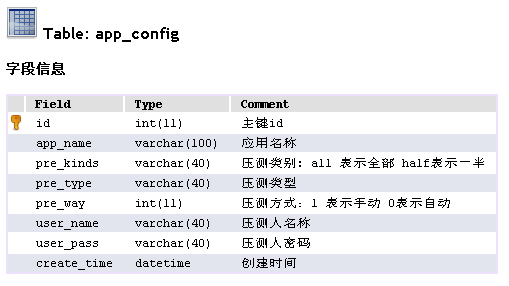 Table: app_config
字段信息
Field Type Comment
id int(11) 主键id
app_name varchar(100) 应用名称
pre_kinds varchar(40) 压测类别：all 表示全部 half表示一半
pre_type varchar(40) 压测类型
pre_way int(11) 压测方式：1 表示手动 0表示自动
user_name varchar(40) 压测人名称
user_pass varchar(40) 压测人密码
create_time datetime 创建时间